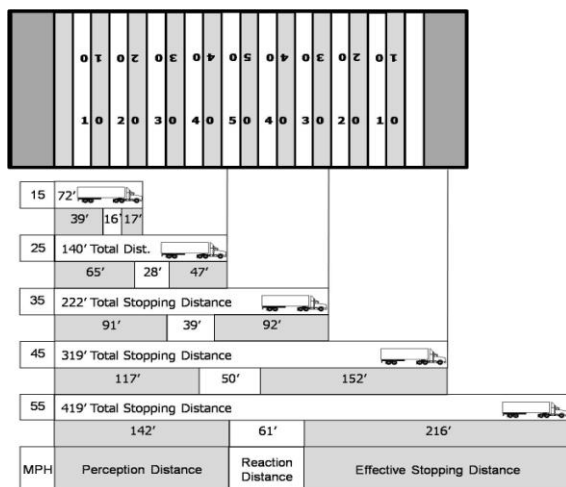 0 1 0 2 0 3 0 4 0 5 0 4 0 3 0 2 0 1
1 0 2 0 3 0 4 0 5 0 4 0 3 0 2 0 1 0
15 72'
39' 16' 17'
25 140' Total Dist.
65' 28' 47'
35 222' Total Stopping Distance
91' 39' 92'
45 319' Total Stopping Distance
117' 50' 152'
55 419' Total Stopping Distance
142' 61' 216'
MPH Perception Distance Reaction Distance Effective Stopping Distance